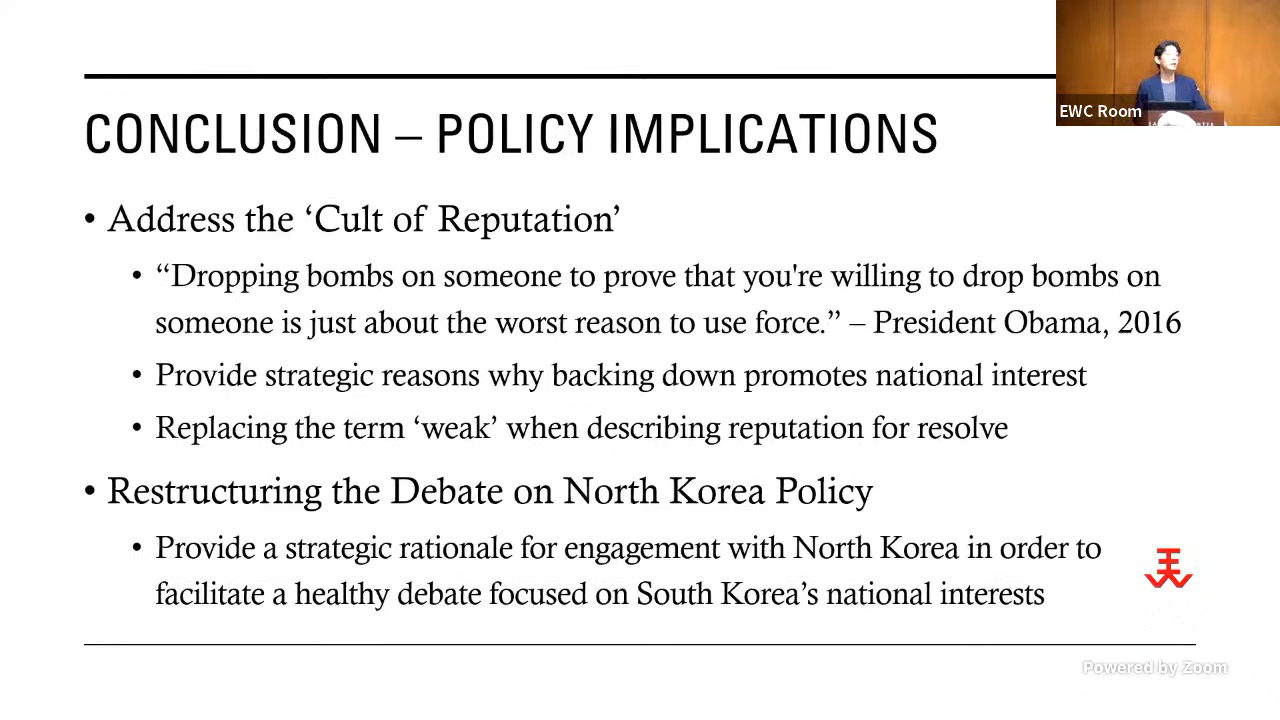 EWC Room
CONCLUSION – POLICY IMPLICATIONS
• Address the ‘Cult of Reputation’
• “Dropping bombs on someone to prove that you're willing to drop bombs on
someone is just about the worst reason to use force.” – President Obama, 2016
• Provide strategic reasons why backing down promotes national interest
• Replacing the term ‘weak’ when describing reputation for resolve
• Restructuring the Debate on North Korea Policy
• Provide a strategic rationale for engagement with North Korea in order to
facilitate a healthy debate focused on South Korea’s national interests
Powered by Zoom